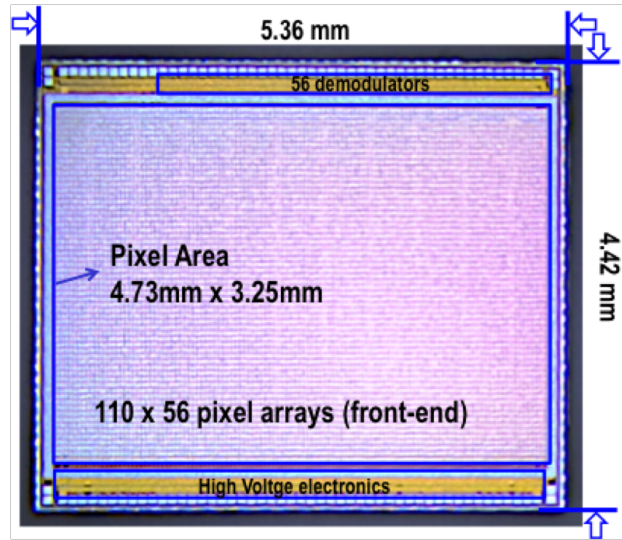 5.36 mm
56 demodulators
4.42 mm
Pixel Area
4.73mm x 3.25mm
110 x 56 pixel arrays (front-end)
High Voltge electronics